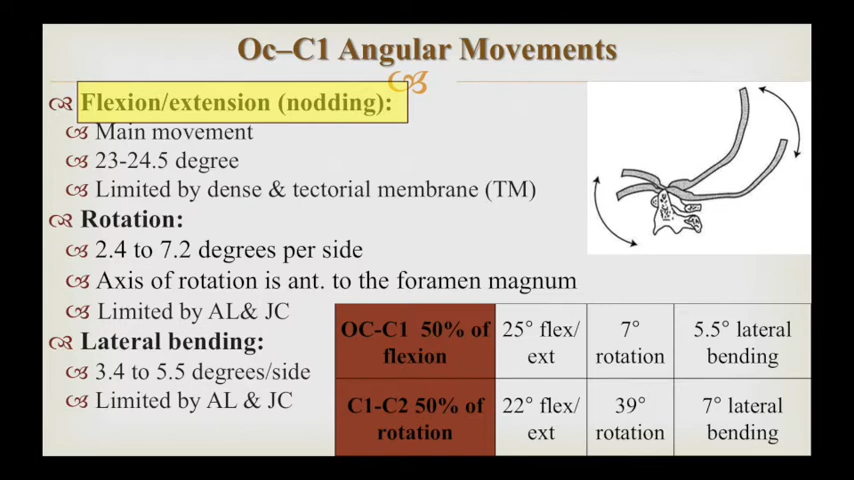 Oc–C1 Angular Movements
Flexion/extension (nodding):
Main movement
23-24.5 degree
Limited by dense & tectorial membrane (TM)
Rotation:
2.4 to 7.2 degrees per side
Axis of rotation is ant. to the foramen magnum
Limited by AL& JC
Lateral bending:
3.4 to 5.5 degrees/side
Limited by AL & JC
OC-C1 50% of flexion
25° flex/ ext
7° rotation
5.5° lateral bending
C1-C2 50% of rotation
22° flex/ ext
39° rotation
7° lateral bending